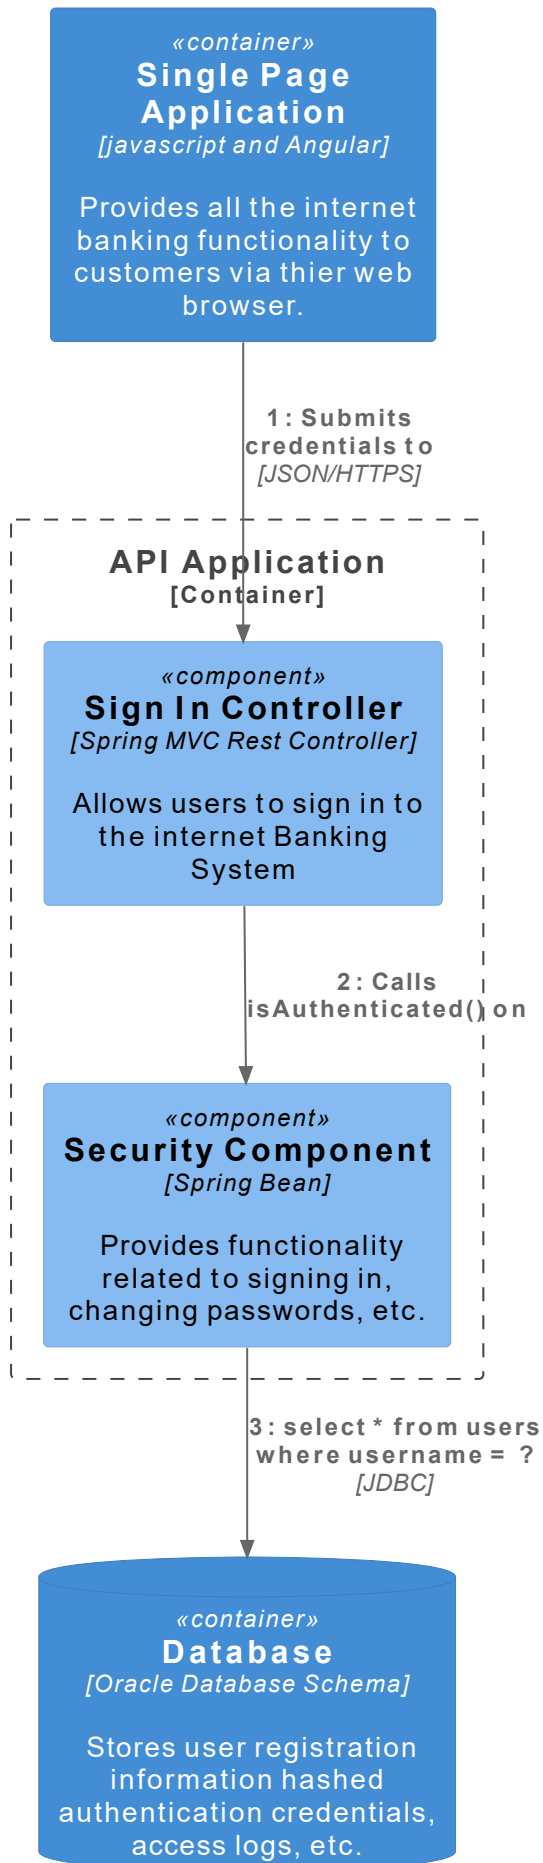 «container»
Single Page
Application
[javascript and Angular]
Provides all the internet
banking functionality to
customers via thier web
browser.
1: Submits
credentials to
[JSON/HTTPS]
API Application
[Container]
«component»
Sign In Controller
[Spring MVC Rest Controller]
Allows users to sign in to
the internet Banking
System
2: Calls
isAuthenticated() on
«component»
Security Component
[Spring Bean]
Provides functionality
related to signing in,
changing passwords, etc.
3: select * from users
where username = ?
[JDBC]
«container»
Database
[Oracle Database Schema]
Stores user registration
information hashed
authentication credentials,
access logs, etc.